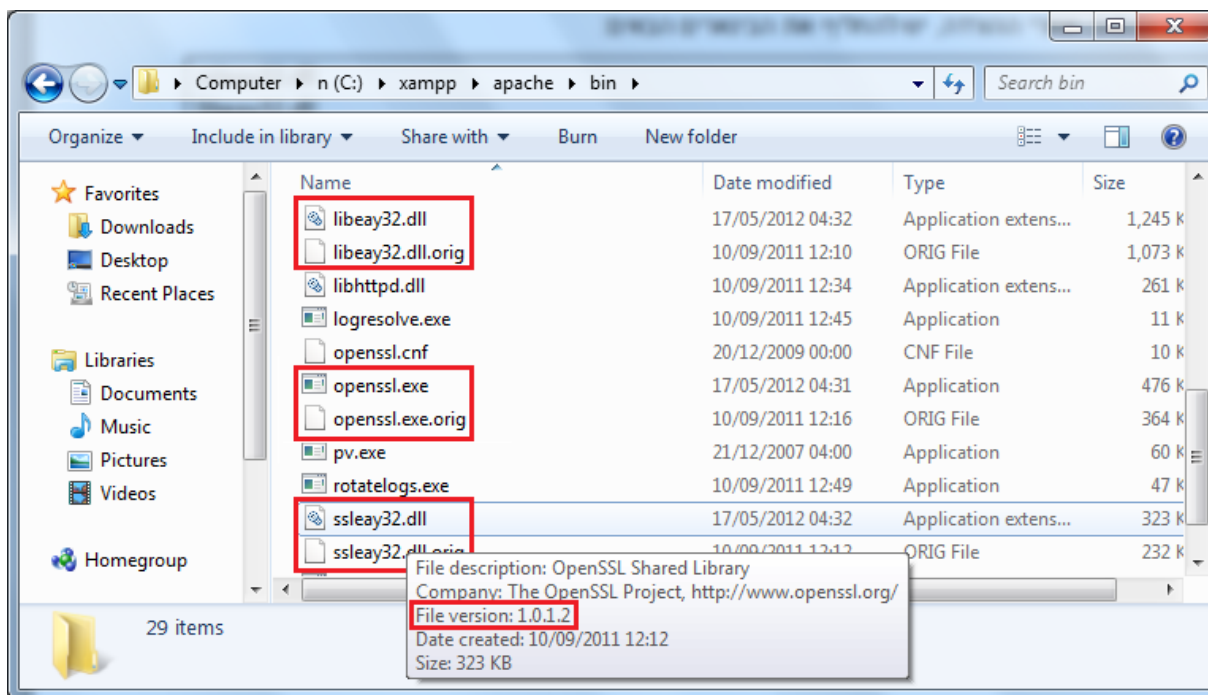 Computer n (C:) xampp apache bin Search bin
Organize Include in library Share with Burn New folder
Favorites
Downloads
Desktop
Recent Places
Libraries
Documents
Music
Pictures
Videos
Homegroup
Name Date modified Type Size
libeay32.dll 17/05/2012 04:32 Application extens... 1,245 K
libeay32.dll.orig 10/09/2011 12:10 ORIG File 1,073 K
libhttpd.dll 10/09/2011 12:34 Application extens... 261 K
logresolve.exe 10/09/2011 12:45 Application 11 K
openssl.cnf 20/12/2009 00:00 CNF File 10 K
openssl.exe 17/05/2012 04:31 Application 476 K
openssl.exe.orig 10/09/2011 12:16 ORIG File 364 K
pv.exe 21/12/2007 04:00 Application 60 K
rotatelogs.exe 10/09/2011 12:49 Application 47 K
ssleay32.dll 17/05/2012 04:32 Application extens... 323 K
ssleay32.dll.orig 10/09/2011 12:12 ORIG File 232 K
File description: OpenSSL Shared Library
Company: The OpenSSL Project, http://www.openssl.org/
File version: 1.0.1.2
Date created: 10/09/2011 12:12
Size: 323 KB
29 items